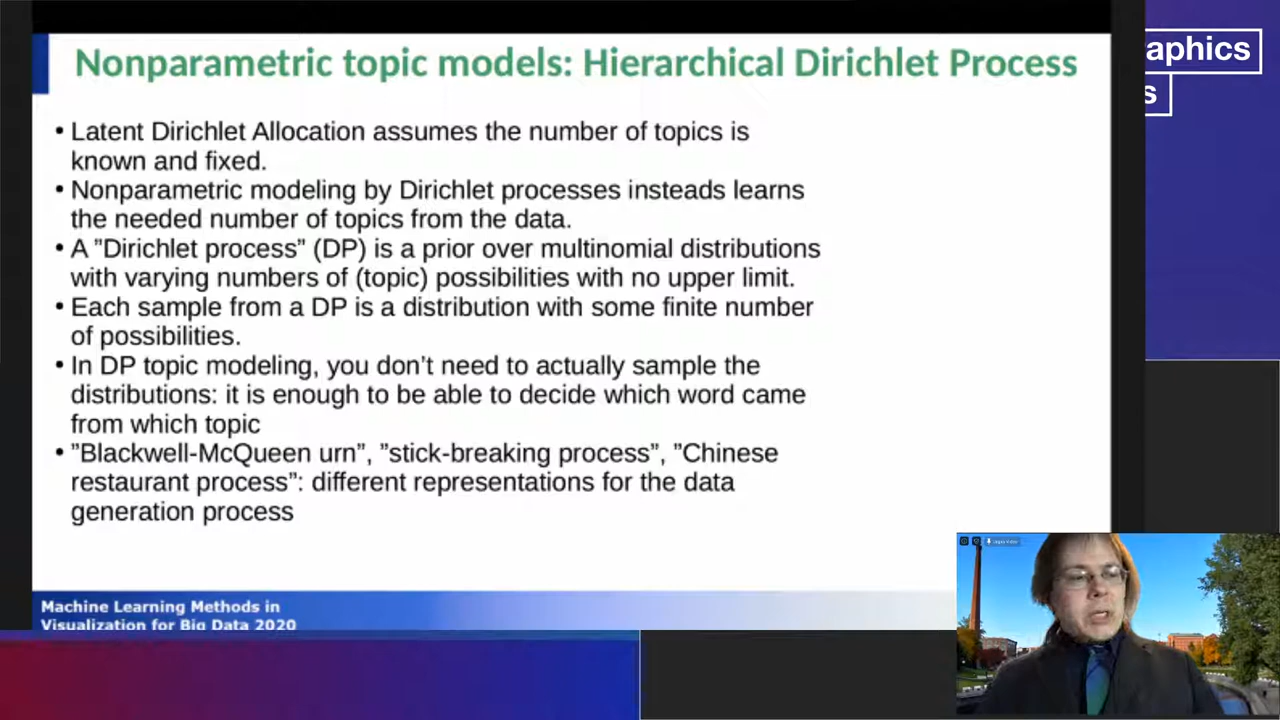 Nonparametric topic models: Hierarchical Dirichlet Process
aphics
s
• Latent Dirichlet Allocation assumes the number of topics is
known and fixed.
• Nonparametric modeling by Dirichlet processes insteads learns
the needed number of topics from the data.
• A ”Dirichlet process” (DP) is a prior over multinomial distributions
with varying numbers of (topic) possibilities with no upper limit.
• Each sample from a DP is a distribution with some finite number
of possibilities.
• In DP topic modeling, you don’t need to actually sample the
distributions: it is enough to be able to decide which word came
from which topic
• ”Blackwell-McQueen urn”, ”stick-breaking process”, ”Chinese
restaurant process”: different representations for the data
generation process
Machine Learning Methods in
Visualization for Big Data 2020